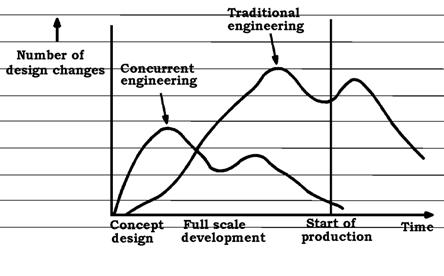 Traditional
engineering
Number of
design changes
Concurrent
engineering
Concept
design
Full scale
development
Start of
production
Time